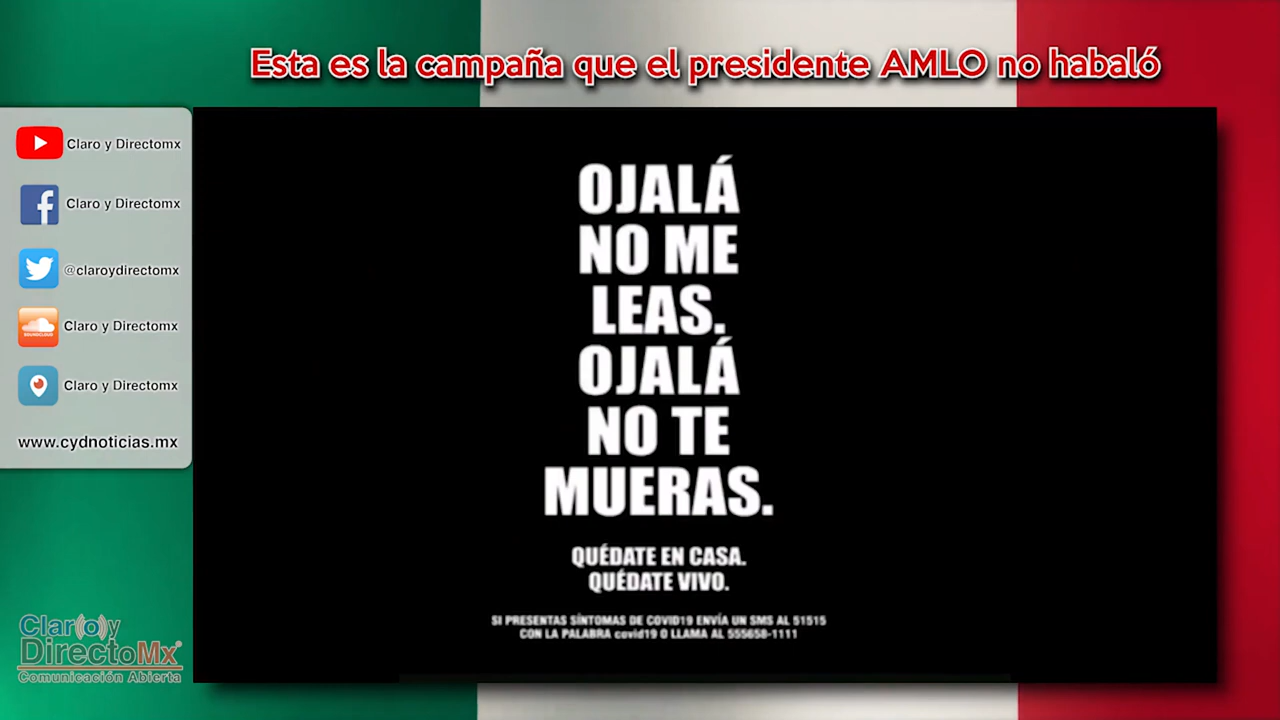 Esta es la campaña que el presidente AMLO no habaló
Claro y Directomx
Claro y Directomx
@claroydirectomx
SOUNDCLOUD
Claro y Directomx
Claro y Directomx
www.cydnoticias.mx
OJALÁ
NO ME
LEAS.
OJALÁ
NO TE
MUERAS.
QUÉDATE EN CASA.
QUÉDATE VIVO.
SI PRESENTAS SÍNTOMAS DE COVID19 ENVÍA UN SMS AL 51515
CON LA PALABRA covid19 O LLAMA AL 555658-1111
Claro y
DirectoMx®
Comunicación Abierta